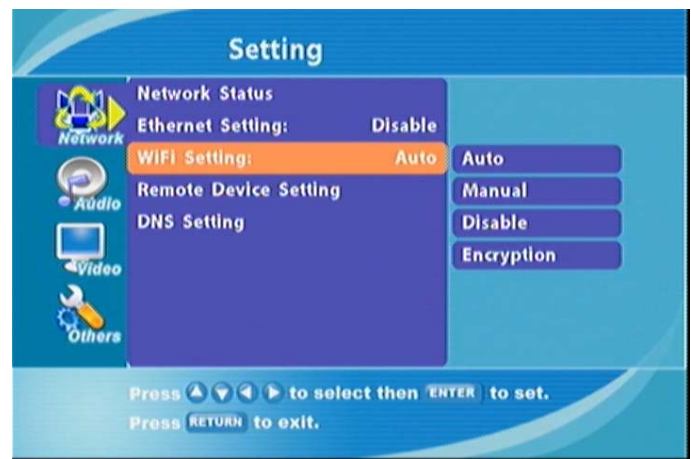 Setting
Network
Audio
Video
Others
Network Status
Ethernet Setting: Disable
WiFi Setting: Auto
Remote Device Setting
DNS Setting
Auto
Manual
Disable
Encryption
Press to select then ENTER to set.
Press RETURN to exit.